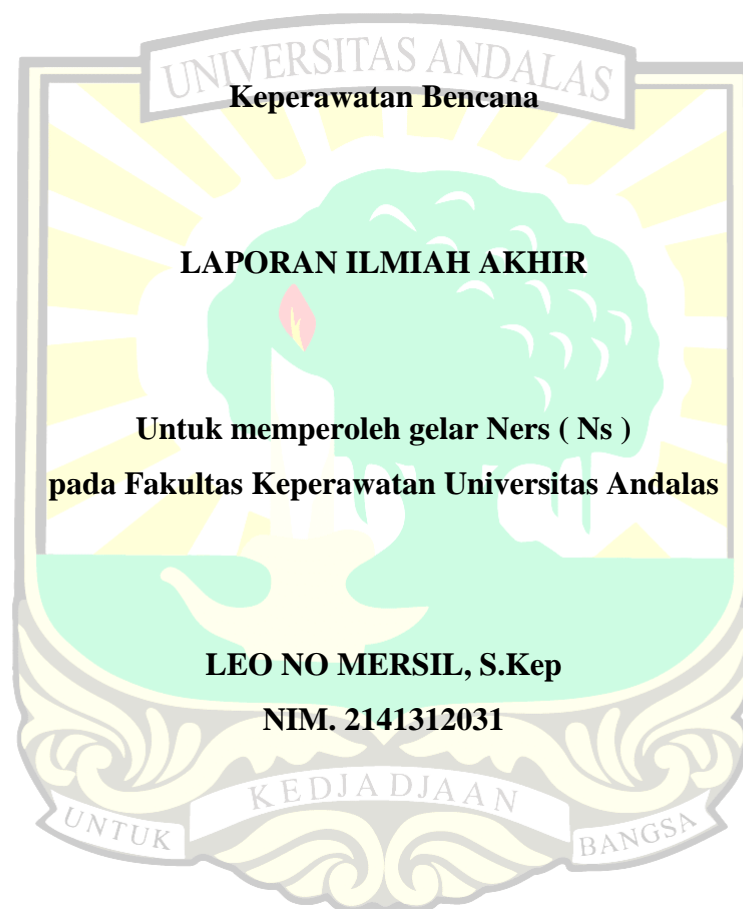 UNIVERSITAS ANDALAS
Keperawatan Bencana
LAPORAN ILMIAH AKHIR
Untuk memperoleh gelar Ners ( Ns )
pada Fakultas Keperawatan Universitas Andalas
LEO NO MERSIL, S.Kep
NIM. 2141312031
KEDJADJAAN
UNTUK
BANGSA